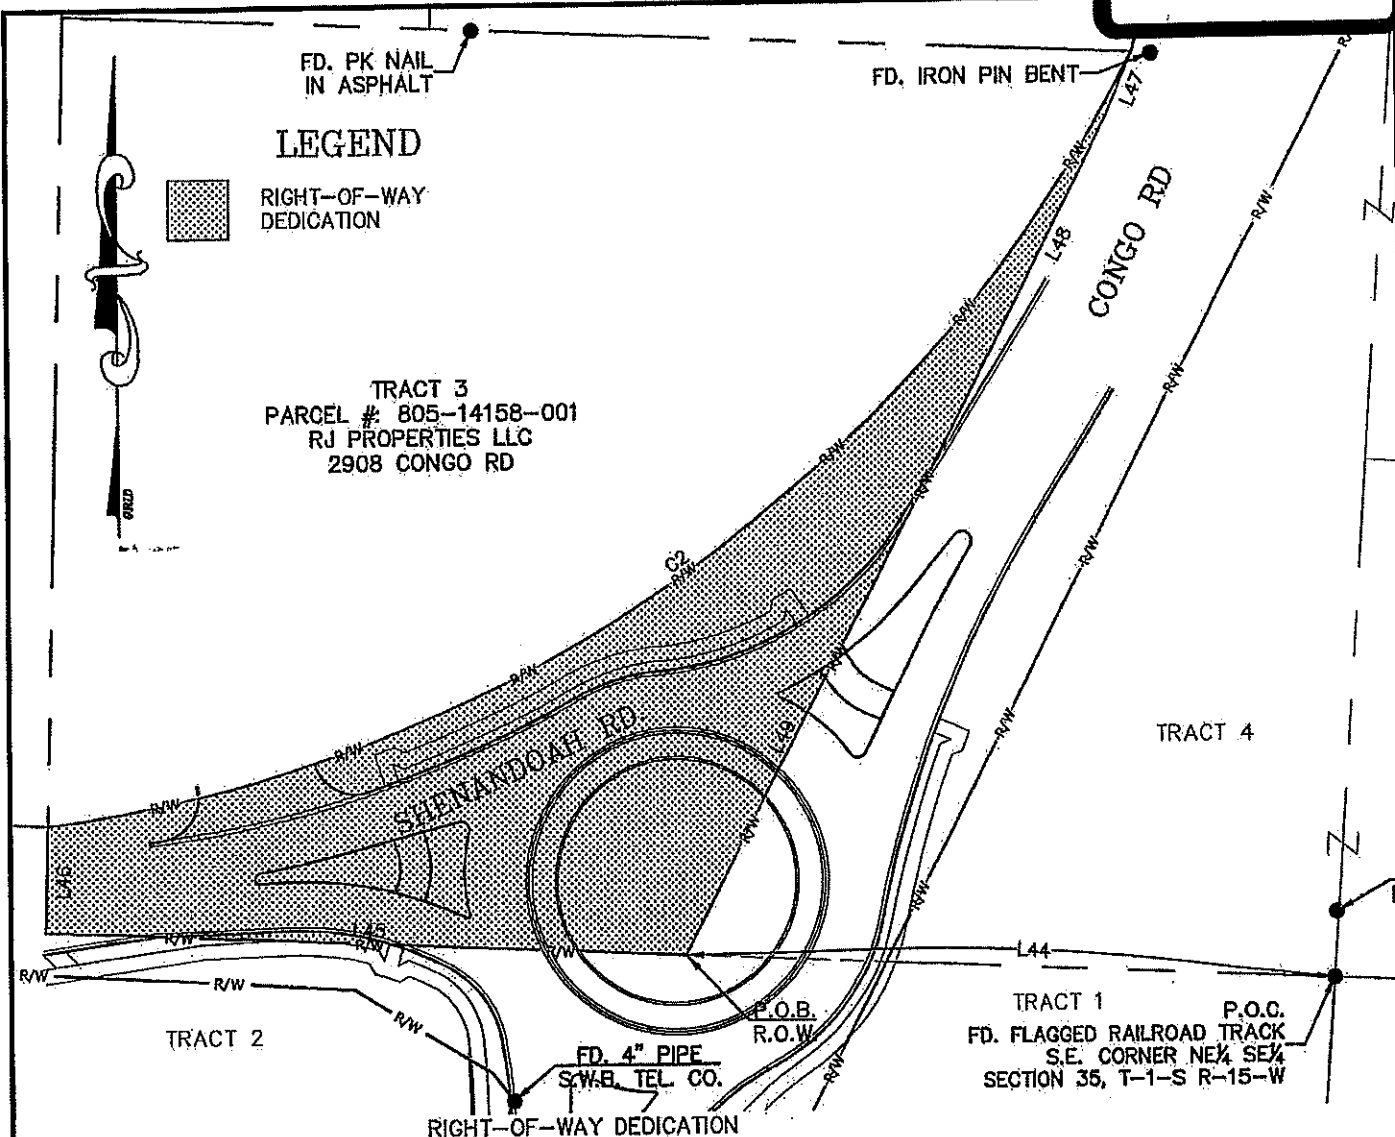 FD. PK NAIL
IN ASPHALT
FD. IRON PIN BENT
L47
R/W
LEGEND
RIGHT-OF-WAY
DEDICATION
R/W
R/W
L48
CONGO RD
R/W
TRACT 3
PARCEL #: 805-14158-001
RJ PROPERTIES LLC
2908 CONGO RD
R/W
R/W
R/W
GRID
R/W
C2
R/W
R/W
R/W
R/W
L49
SHENANDOAH RD
R/W
TRACT 4
R/W
R/W
R/W
L46
R/W
L45
R/W
R/W
R/W
L44
R/W
R/W
R/W
TRACT 2
P.O.B.
R.O.W.
TRACT 1
P.O.C.
FD. FLAGGED RAILROAD TRACK
S.E. CORNER NE¼ SE¼
SECTION 35, T-1-S R-15-W
R/W
FD. 4" PIPE
S.W.B. TEL. CO.
RIGHT-OF-WAY DEDICATION